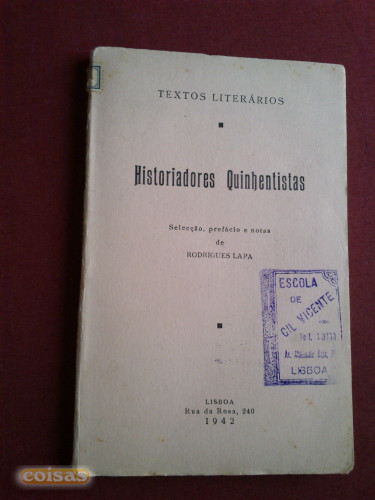 TEXTOS LITERÁRIOS
Historiadores Quinhentistas
Selecção, prefácio e notas
de
RODRIGUES LAPA
ESCOLA
DE
GIL VICENTE
LISBOA
LISBOA
Rua da Rosa, 240
1942
coisas